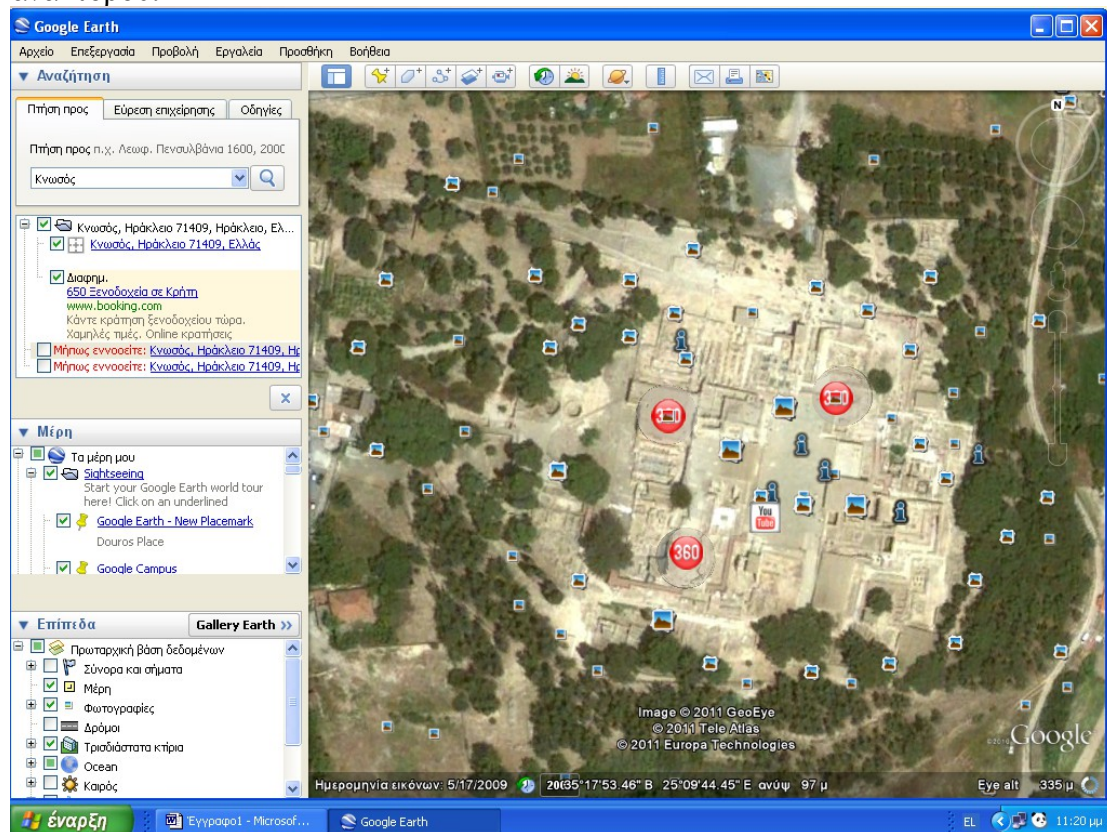 Google Earth
Αρχείο Επεξεργασία Προβολή Εργαλεία Προσθήκη Βοήθεια
Αναζήτηση
Πτήση προς Εύρεση επιχείρησης Οδηγίες
Πτήση προς π.χ. Λεωφ. Πενσυλβάνια 1600, 2000
Κνωσός
Κνωσός, Ηράκλειο 71409, Ηράκλειο, Ελ...
Κνωσός, Ηράκλειο 71409, Ελλάς
Διαφημ.
650 Ξενοδοχεία σε Κρήτη
www.booking.com
Κάντε κράτηση ξενοδοχείου τώρα.
Χαμηλές τιμές. Online κρατήσεις
Μήπως εννοοείτε: Κνωσός, Ηράκλειο 71409, Ηρ
Μήπως εννοοείτε: Κνωσός, Ηράκλειο 71409, Ηρ
Μέρη
Τα μέρη μου
Sightseeing
Start your Google Earth world tour
here! Click on an underlined
Google Earth - New Placemark
Douros Place
Google Campus
Επίπεδα
Gallery Earth >>
Πρωταρχική βάση δεδομένων
Σύνορα και σήματα
Μέρη
Φωτογραφίες
Δρόμοι
Τρισδιάστατα κτίρια
Ocean
Καιρός
N
360
360
360
You Tube
Image © 2011 GeoEye
© 2011 Tele Atlas
© 2011 Europa Technologies
©2010 Google
Ημερομηνία εικόνων: 5/17/2009 35°17'53.46" B 25°09'44.45" E ανύψ 97 μ Eye alt 335 μ
έναρξη Έγγραφο1 - Microsof... Google Earth EL 11:20 μμ